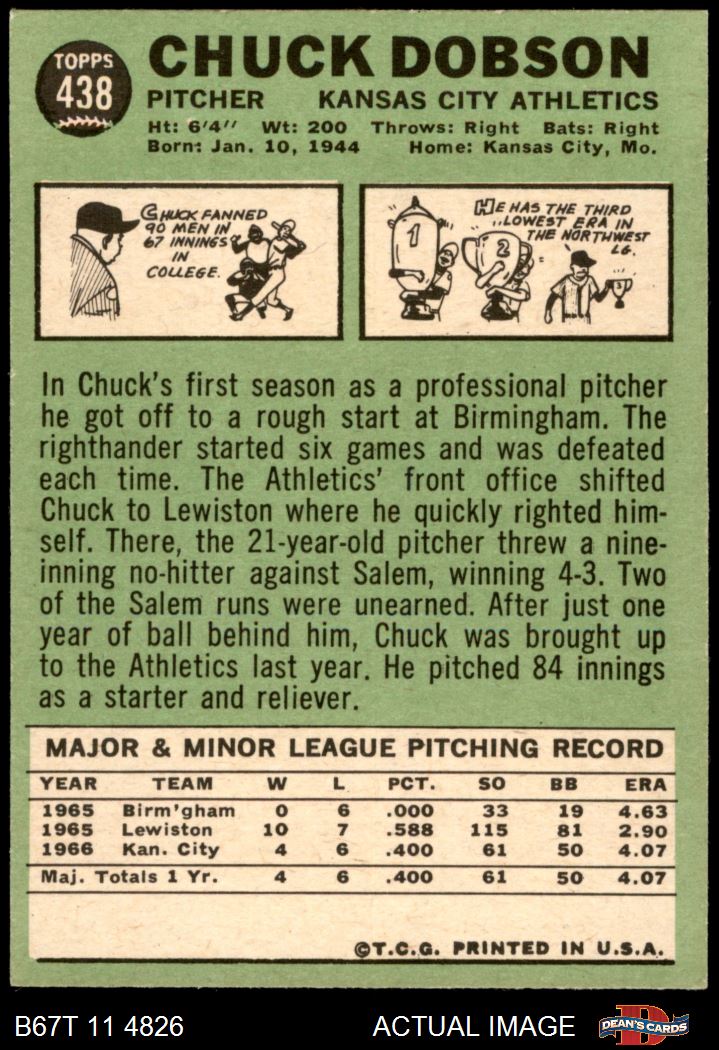 TOPPS
438
CHUCK DOBSON
PITCHER KANSAS CITY ATHLETICS
Ht: 6'4" Wt: 200 Throws: Right Bats: Right
Born: Jan. 10, 1944 Home: Kansas City, Mo.
CHUCK FANNED
90 MEN IN
67 INNINGS
IN
COLLEGE.
HE HAS THE THIRD
LOWEST ERA IN
THE NORTHWEST
LG.
1
2
In Chuck's first season as a professional pitcher
he got off to a rough start at Birmingham. The
righthander started six games and was defeated
each time. The Athletics' front office shifted
Chuck to Lewiston where he quickly righted him-
self. There, the 21-year-old pitcher threw a nine-
inning no-hitter against Salem, winning 4-3. Two
of the Salem runs were unearned. After just one
year of ball behind him, Chuck was brought up
to the Athletics last year. He pitched 84 innings
as a starter and reliever.
MAJOR & MINOR LEAGUE PITCHING RECORD
YEAR TEAM W L PCT. SO BB ERA
1965 Birm'gham 0 6 .000 33 19 4.63
1965 Lewiston 10 7 .588 115 81 2.90
1966 Kan. City 4 6 .400 61 50 4.07
Maj. Totals 1 Yr. 4 6 .400 61 50 4.07
©T.C.G. PRINTED IN U.S.A.
B67T 11 4826 ACTUAL IMAGE
D
DEAN'S CARDS